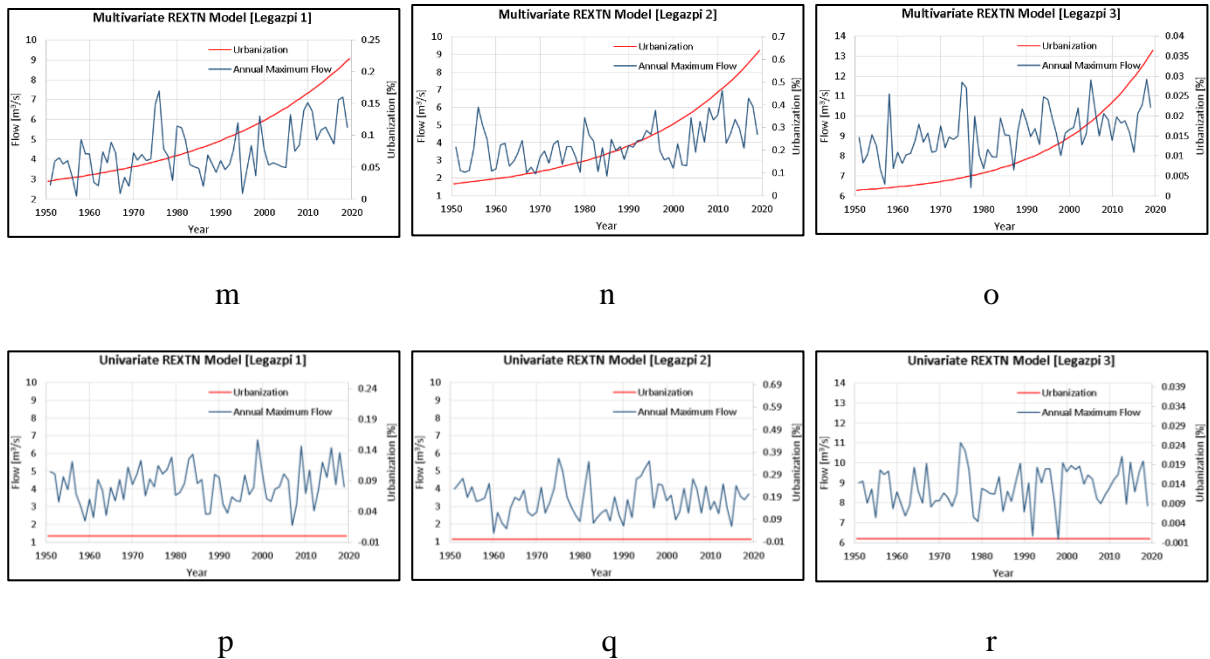 Multivariate REXTN Model [Legazpi 1]
10
9
8
7
6
5
4
3
2
Flow [m³/s]
Urbanization
Annual Maximum Flow
0.25
0.2
0.15
0.1
0.05
0
Urbanization [%]
1950 1960 1970 1980 1990 2000 2010 2020
Year
Multivariate REXTN Model [Legazpi 2]
10
9
8
7
6
5
4
3
2
1
Flow [m³/s]
Urbanization
Annual Maximum Flow
0.7
0.6
0.5
0.4
0.3
0.2
0.1
0
Urbanization [%]
1950 1960 1970 1980 1990 2000 2010 2020
Year
Multivariate REXTN Model [Legazpi 3]
14
13
12
11
10
9
8
7
6
Flow [m³/s]
Urbanization
Annual Maximum Flow
0.04
0.035
0.03
0.025
0.02
0.015
0.01
0.005
0
Urbanization [%]
1950 1960 1970 1980 1990 2000 2010 2020
Year
m n o
Univariate REXTN Model [Legazpi 1]
10
9
8
7
6
5
4
3
2
1
Flow [m³/s]
Urbanization
Annual Maximum Flow
0.24
0.19
0.14
0.09
0.04
-0.01
Urbanization [%]
1950 1960 1970 1980 1990 2000 2010 2020
Year
Univariate REXTN Model [Legazpi 2]
10
9
8
7
6
5
4
3
2
1
Flow [m³/s]
Urbanization
Annual Maximum Flow
0.69
0.59
0.49
0.39
0.29
0.19
0.09
-0.01
Urbanization [%]
1950 1960 1970 1980 1990 2000 2010 2020
Year
Univariate REXTN Model [Legazpi 3]
14
13
12
11
10
9
8
7
6
Flow [m³/s]
Urbanization
Annual Maximum Flow
0.039
0.034
0.029
0.024
0.019
0.014
0.009
0.004
-0.001
Urbanization [%]
1950 1960 1970 1980 1990 2000 2010 2020
Year
p q r